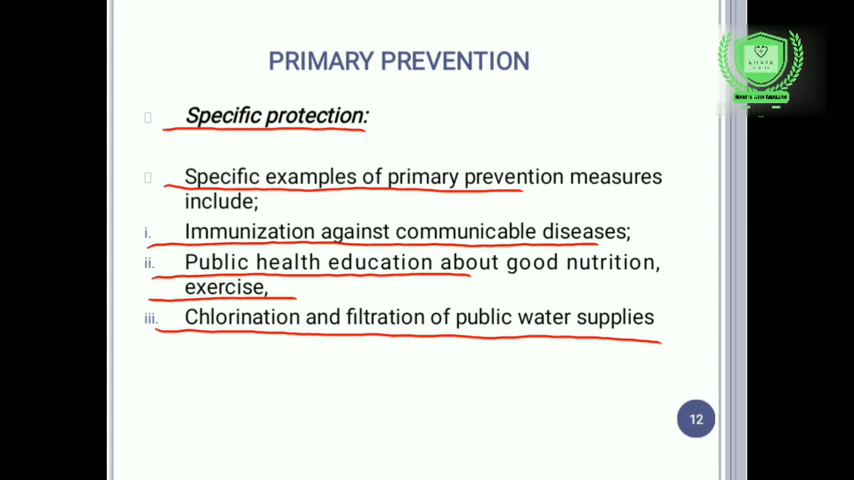 PRIMARY PREVENTION
Specific protection:
Specific examples of primary prevention measures
include;
i. Immunization against communicable diseases;
ii. Public health education about good nutrition,
exercise,
iii. Chlorination and filtration of public water supplies
12